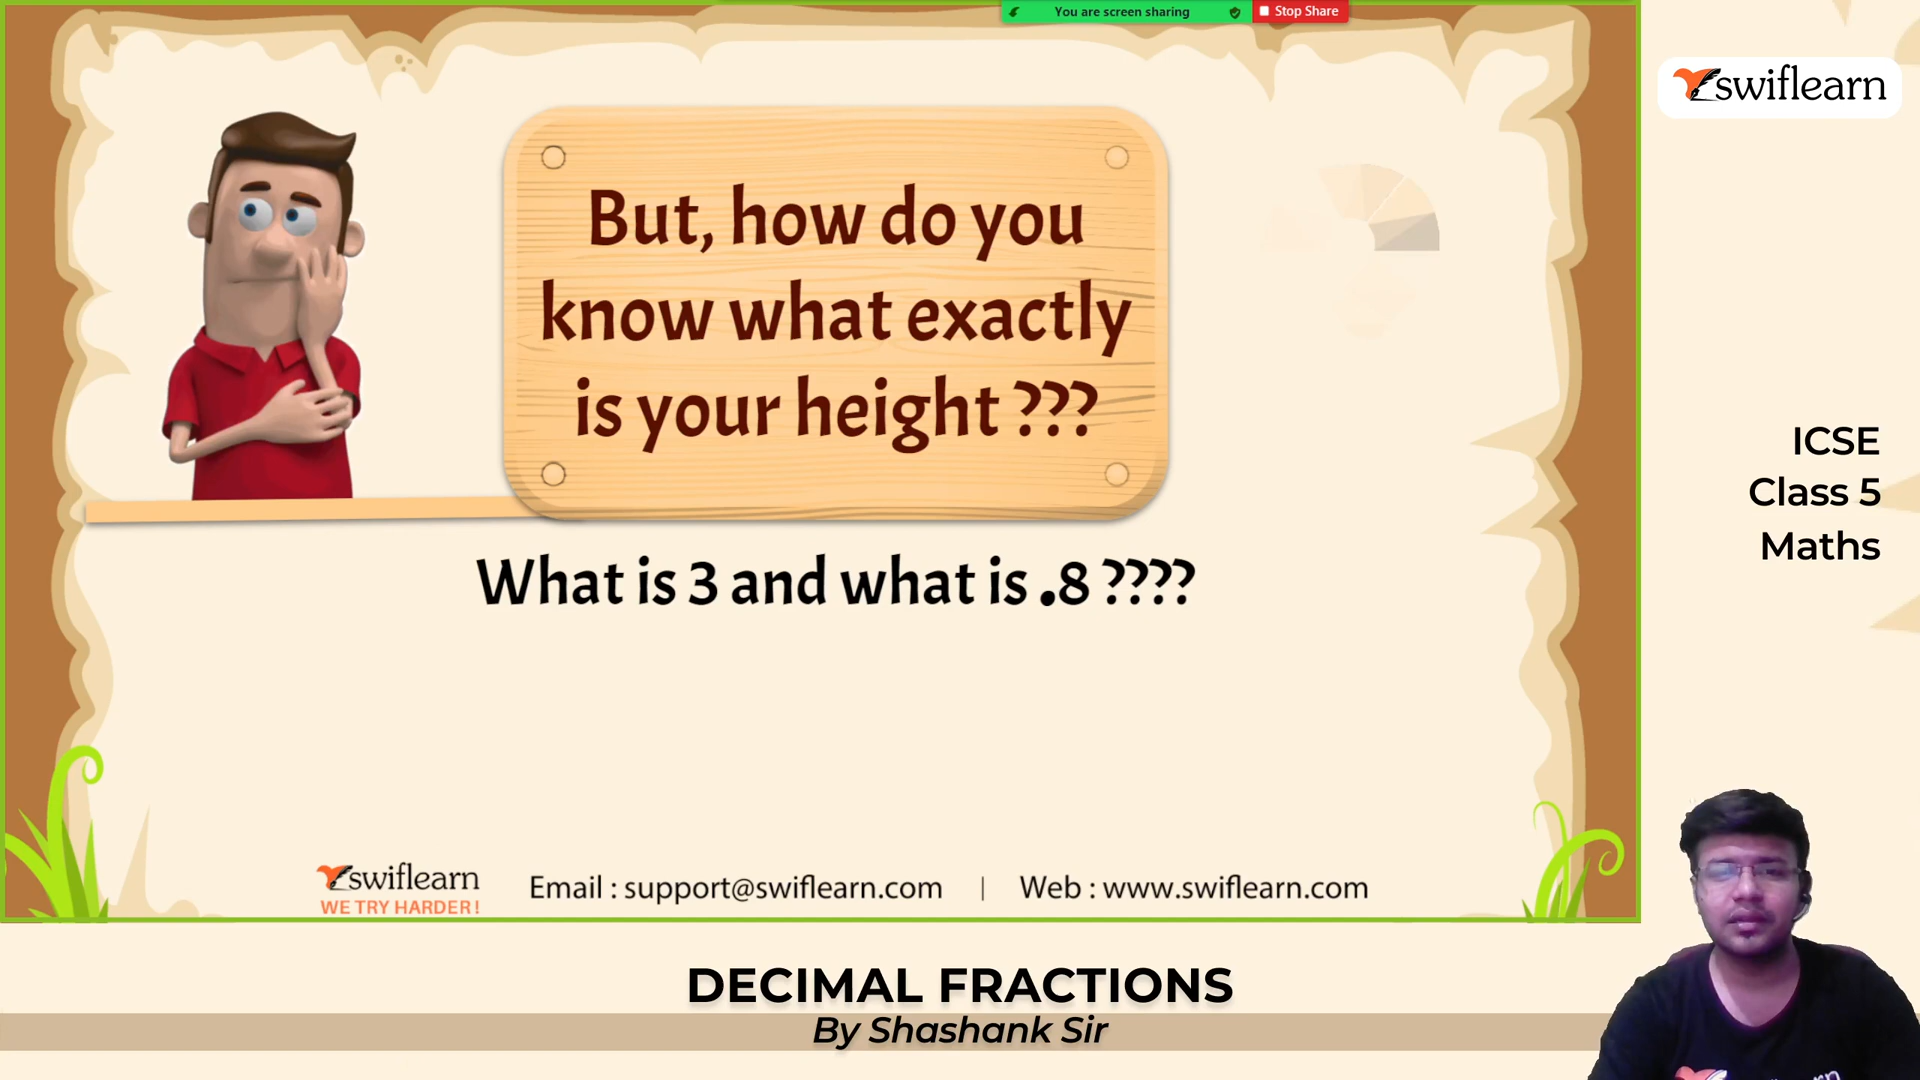 You are screen sharing
Stop Share
swiflearn
But, how do you
know what exactly
is your height ???
What is 3 and what is .8 ????
ICSE
Class 5
Maths
swiflearn
WE TRY HARDER!
Email : support@swiflearn.com | Web : www.swiflearn.com
DECIMAL FRACTIONS
By Shashank Sir